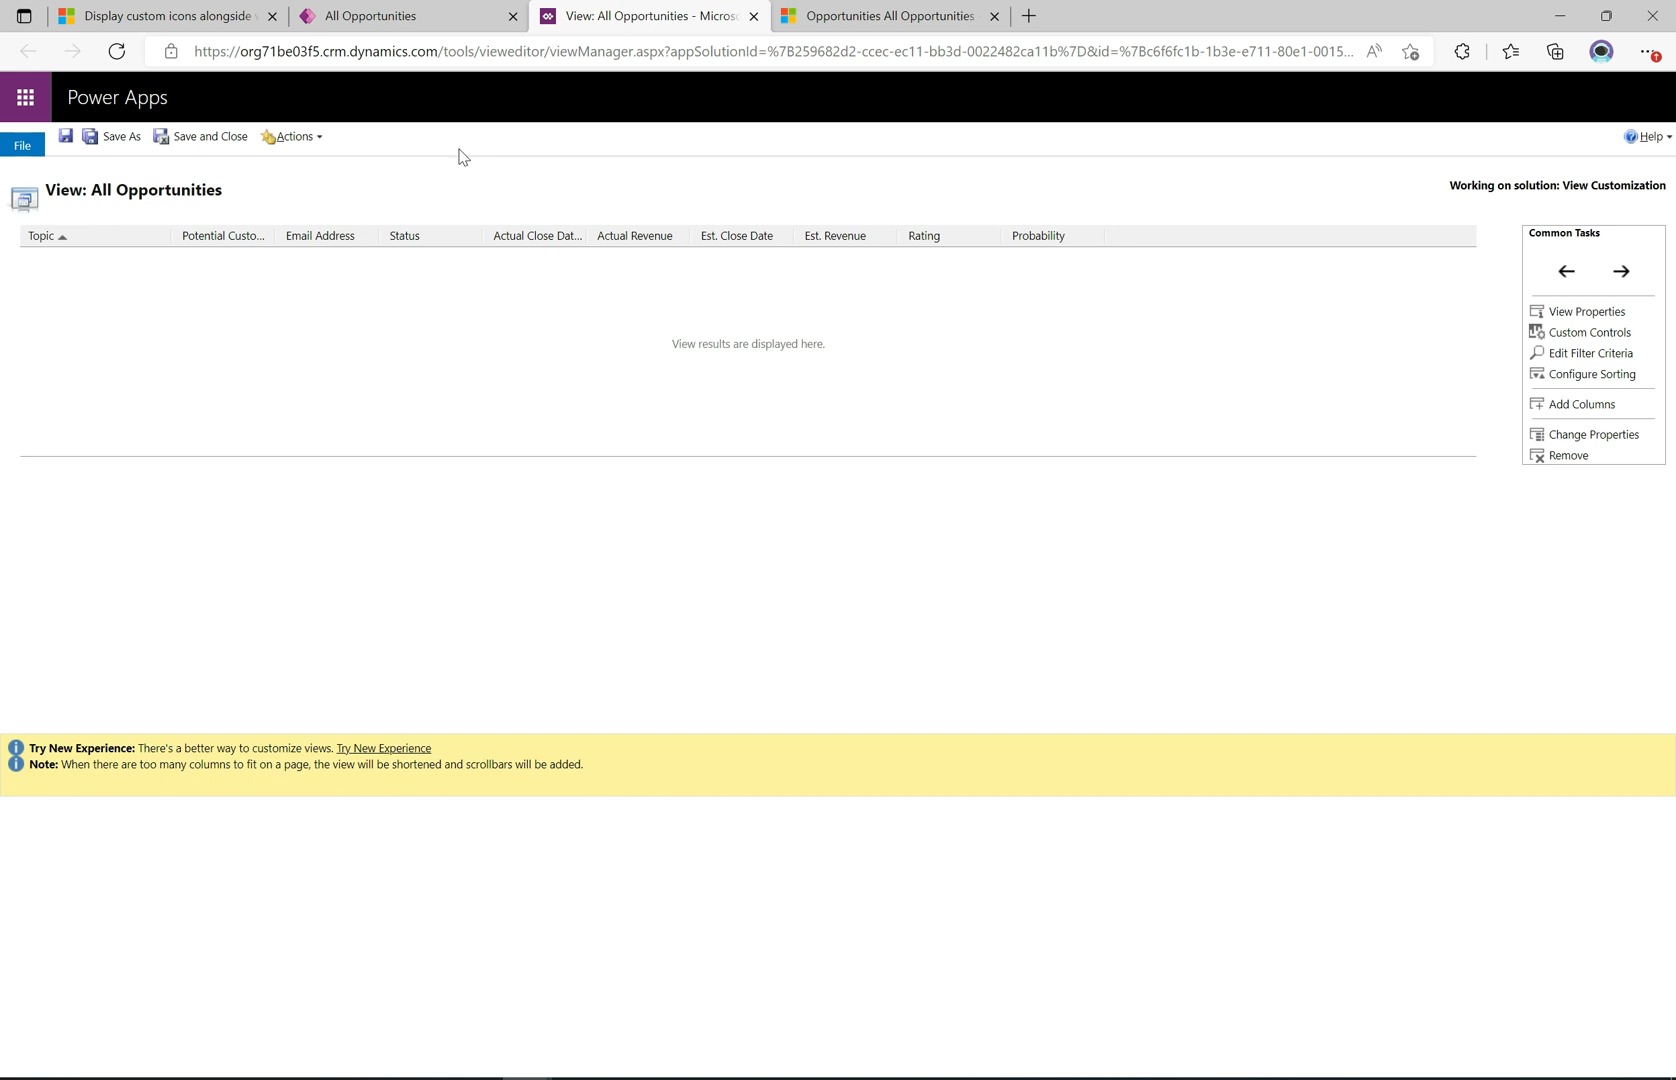 Display custom icons alongside
All Opportunities
View: All Opportunities - Micros
Opportunities All Opportunities
https://org71be03f5.crm.dynamics.com/tools/vieweditor/viewManager.aspx?appSolutionId=%7B259682d2-ccec-ec11-bb3d-0022482ca11b%7D&id=%7Bc6f6fc1b-1b3e-e711-80e1-0015...
1
Power Apps
File
Save As
Save and Close
Actions
Help
View: All Opportunities
Working on solution: View Customization
Topic
Potential Custo...
Email Address
Status
Actual Close Dat...
Actual Revenue
Est. Close Date
Est. Revenue
Rating
Probability
Common Tasks
View results are displayed here.
View Properties
Custom Controls
Edit Filter Criteria
Configure Sorting
Add Columns
Change Properties
Remove
Try New Experience: There's a better way to customize views. Try New Experience
Note: When there are too many columns to fit on a page, the view will be shortened and scrollbars will be added.